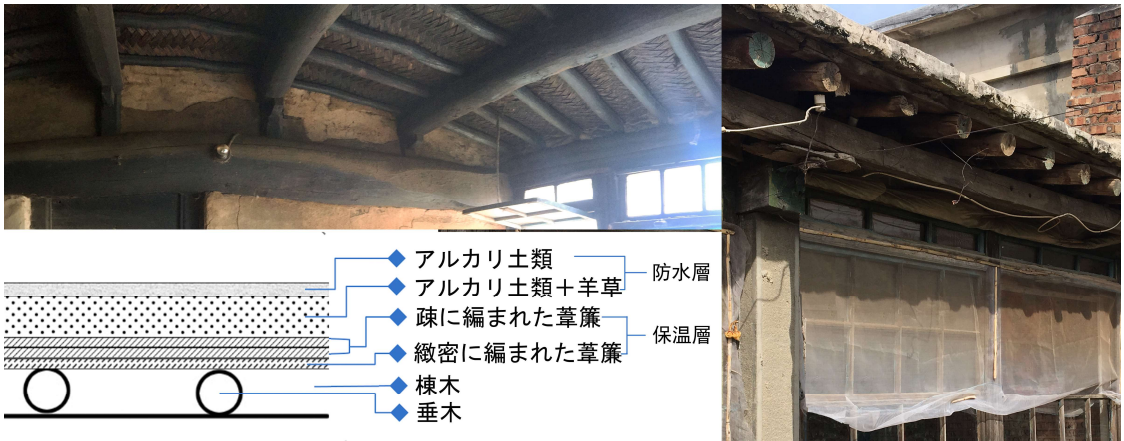 アルカリ土類
防水層
アルカリ土類＋羊草
疎に編まれた葦簾
保温層
緻密に編まれた葦簾
棟木
垂木